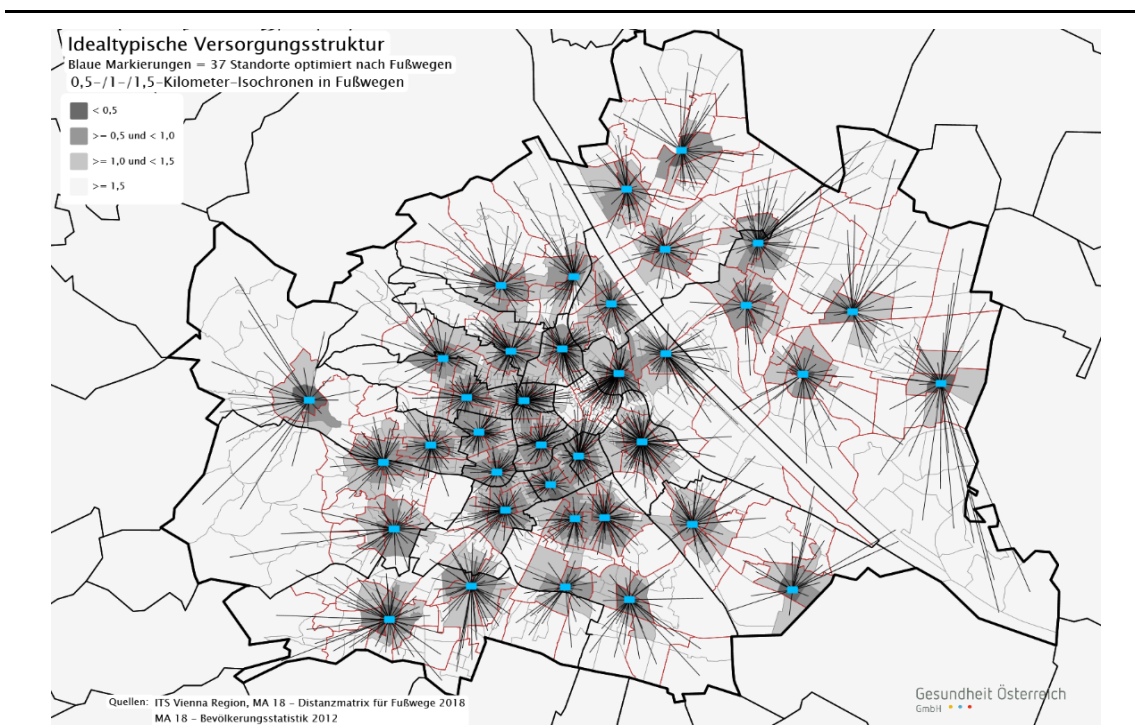 Idealtypische Versorgungsstruktur
Blaue Markierungen = 37 Standorte optimiert nach Fußwegen
0,5-/1-/1,5-Kilometer-Isochronen in Fußwegen
< 0,5
>= 0,5 und < 1,0
>= 1,0 und < 1,5
>= 1,5
Quellen: ITS Vienna Region, MA 18 – Distanzmatrix für Fußwege 2018
MA 18 – Bevölkerungsstatistik 2012
Gesundheit Österreich
GmbH